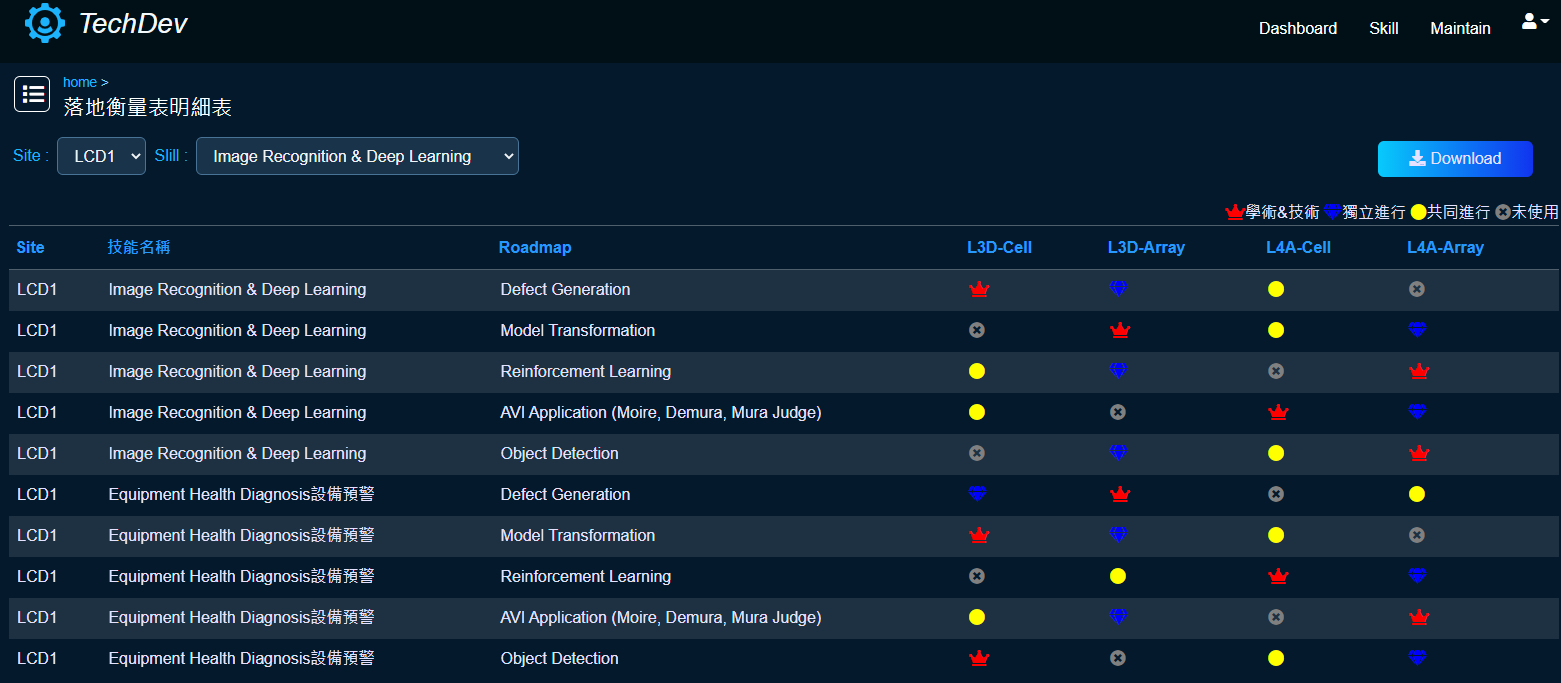 TechDev
Dashboard Skill Maintain
home >
落地衡量表明細表
Site : LCD1 Slill : Image Recognition & Deep Learning Download
學術&技術 獨立進行 共同進行 未使用
Site 技能名稱 Roadmap L3D-Cell L3D-Array L4A-Cell L4A-Array
LCD1 Image Recognition & Deep Learning Defect Generation
LCD1 Image Recognition & Deep Learning Model Transformation
LCD1 Image Recognition & Deep Learning Reinforcement Learning
LCD1 Image Recognition & Deep Learning AVI Application (Moire, Demura, Mura Judge)
LCD1 Image Recognition & Deep Learning Object Detection
LCD1 Equipment Health Diagnosis設備預警 Defect Generation
LCD1 Equipment Health Diagnosis設備預警 Model Transformation
LCD1 Equipment Health Diagnosis設備預警 Reinforcement Learning
LCD1 Equipment Health Diagnosis設備預警 AVI Application (Moire, Demura, Mura Judge)
LCD1 Equipment Health Diagnosis設備預警 Object Detection